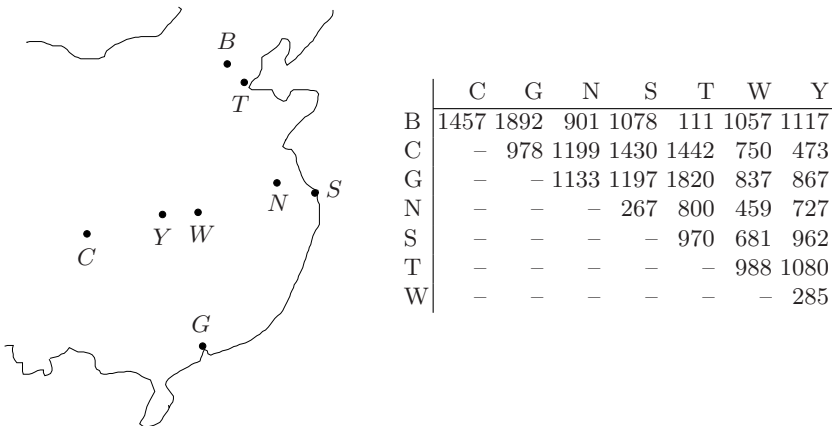 B
T
N
S
Y
W
C
G
C G N S T W Y
B 1457 1892 901 1078 111 1057 1117
C – 978 1199 1430 1442 750 473
G – – 1133 1197 1820 837 867
N – – – 267 800 459 727
S – – – – 970 681 962
T – – – – – 988 1080
W – – – – – – 285